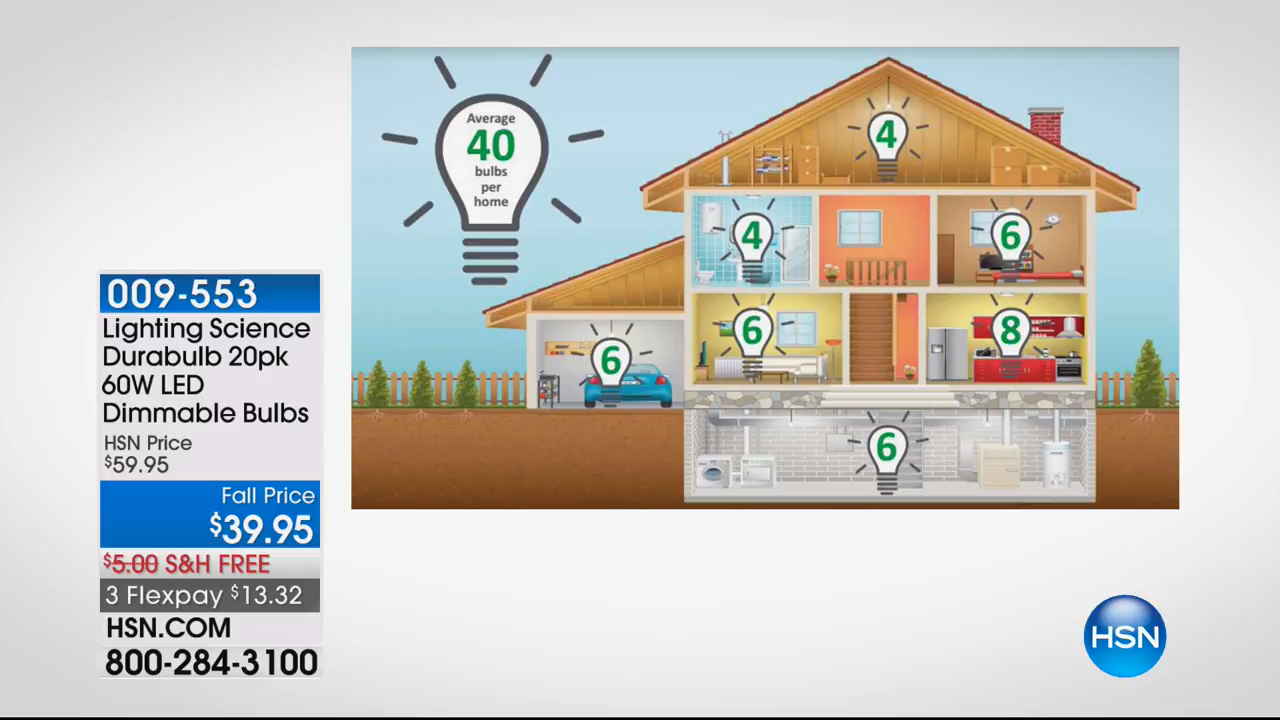 Average
40
bulbs
per
home
4
4
6
6
8
6
6
009-553
Lighting Science
Durabulb 20pk
60W LED
Dimmable Bulbs
HSN Price
$59.95
Fall Price
$39.95
$5.00 S&H FREE
3 Flexpay $13.32
HSN.COM
800-284-3100
HSN